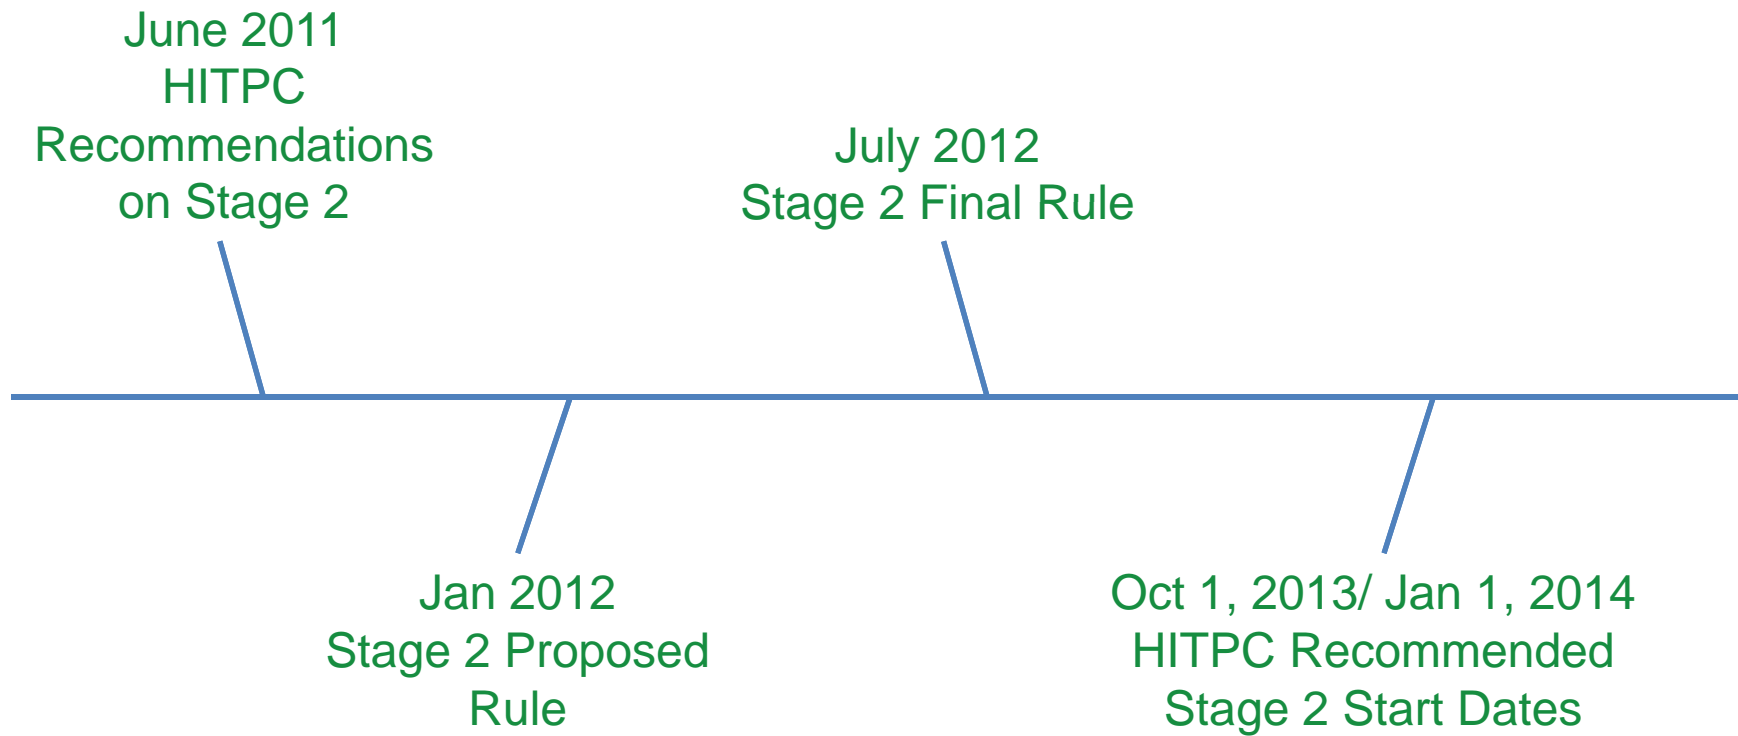 June 2011
HITPC
Recommendations
on Stage 2
July 2012
Stage 2 Final Rule
Jan 2012
Stage 2 Proposed
Rule
Oct 1, 2013/ Jan 1, 2014
HITPC Recommended
Stage 2 Start Dates